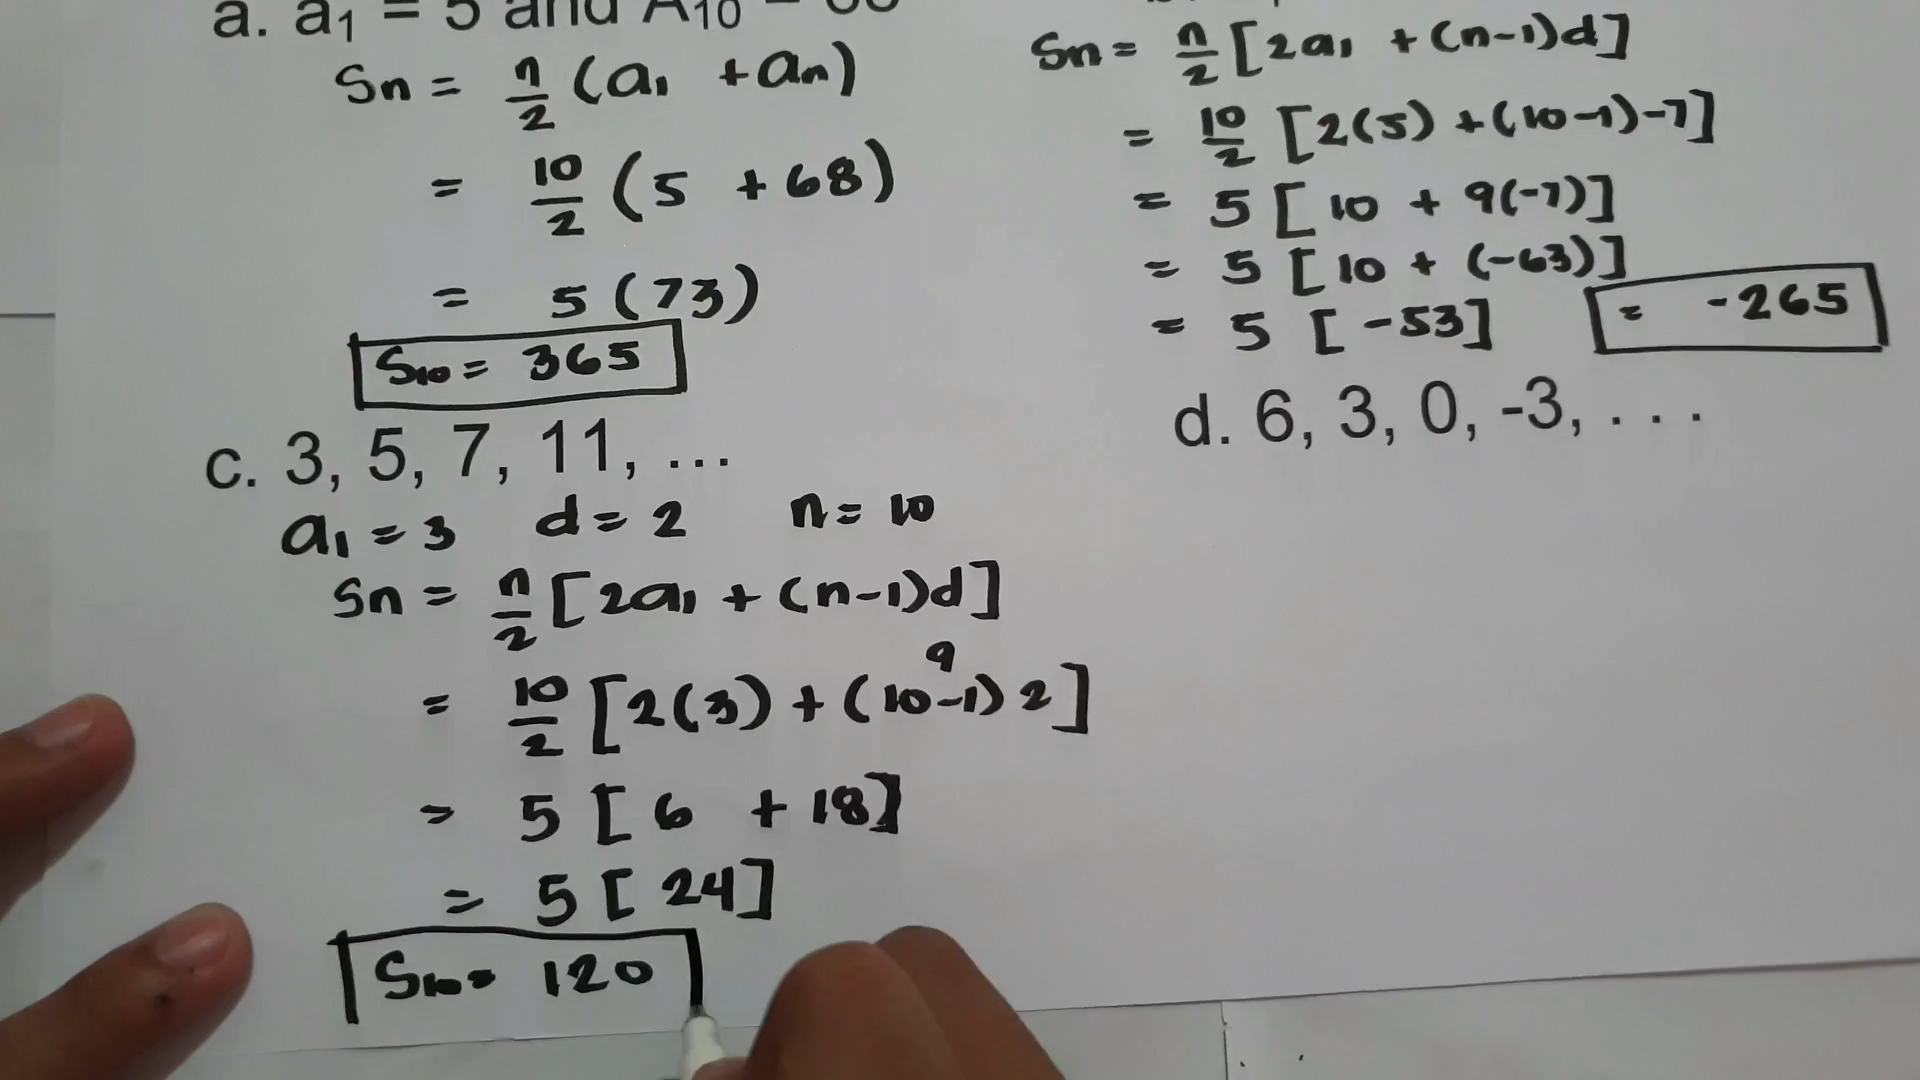 a. a₁ = 5 and A₁₀
Sn = n/2 (a₁ + an)
= 10/2 (5 + 68)
= 5 (73)
S₁₀ = 365
Sn = n/2 [2a₁ + (n-1)d]
= 10/2 [2(5) + (10-1)-7]
= 5 [10 + 9(-7)]
= 5 [10 + (-63)]
= 5 [-53] = -265
c. 3, 5, 7, 11, ...
a₁ = 3 d = 2 n = 10
Sn = n/2 [2a₁ + (n-1)d]
9
= 10/2 [2(3) + (10-1) 2]
= 5 [6 + 18]
= 5 [24]
S₁₀ = 120
d. 6, 3, 0, -3, . . .